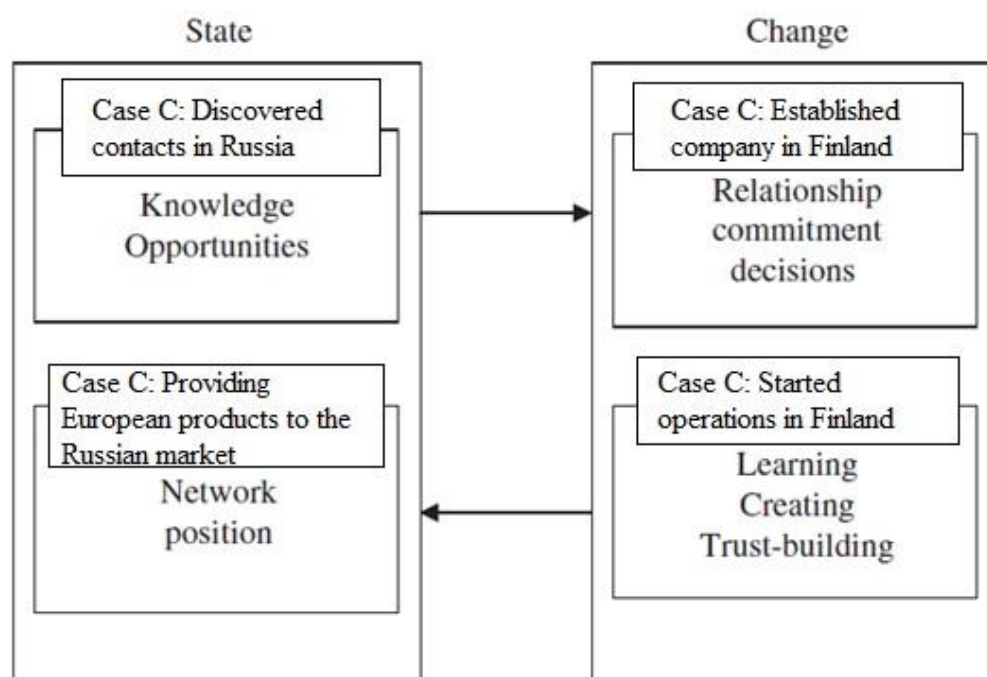 State
Case C: Discovered
contacts in Russia
Knowledge
Opportunities
Case C: Providing
European products to the
Russian market
Network
position
Change
Case C: Established
company in Finland
Relationship
commitment
decisions
Case C: Started
operations in Finland
Learning
Creating
Trust-building